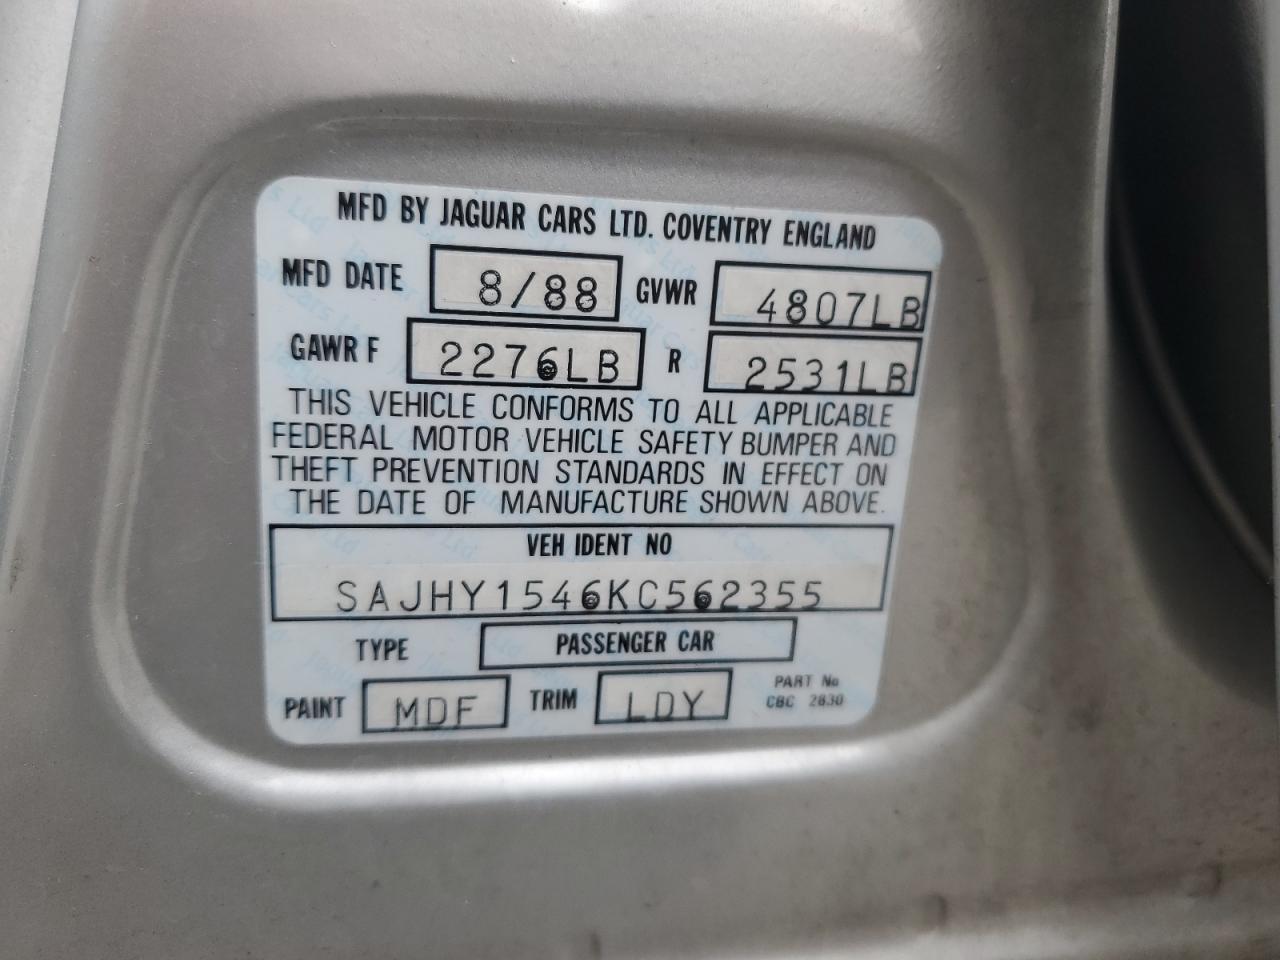 MFD BY JAGUAR CARS LTD. COVENTRY ENGLAND
MFD DATE 8/88 GVWR 4807LB
GAWR F 2276LB R 2531LB
THIS VEHICLE CONFORMS TO ALL APPLICABLE
FEDERAL MOTOR VEHICLE SAFETY BUMPER AND
THEFT PREVENTION STANDARDS IN EFFECT ON
THE DATE OF MANUFACTURE SHOWN ABOVE.
VEH IDENT NO
SAJHY1546KC562355
TYPE PASSENGER CAR
PAINT MDF TRIM LDY PART No
CBC 2830